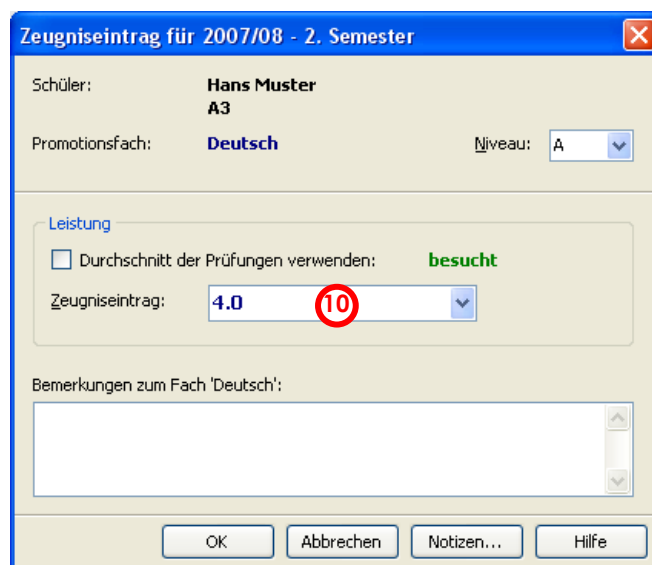 Zeugniseintrag für 2007/08 - 2. Semester
Schüler: Hans Muster
A3
Promotionsfach: Deutsch Niveau: A
Leistung
Durchschnitt der Prüfungen verwenden: besucht
Zeugniseintrag: 4.0 10
Bemerkungen zum Fach 'Deutsch':
OK Abbrechen Notizen... Hilfe